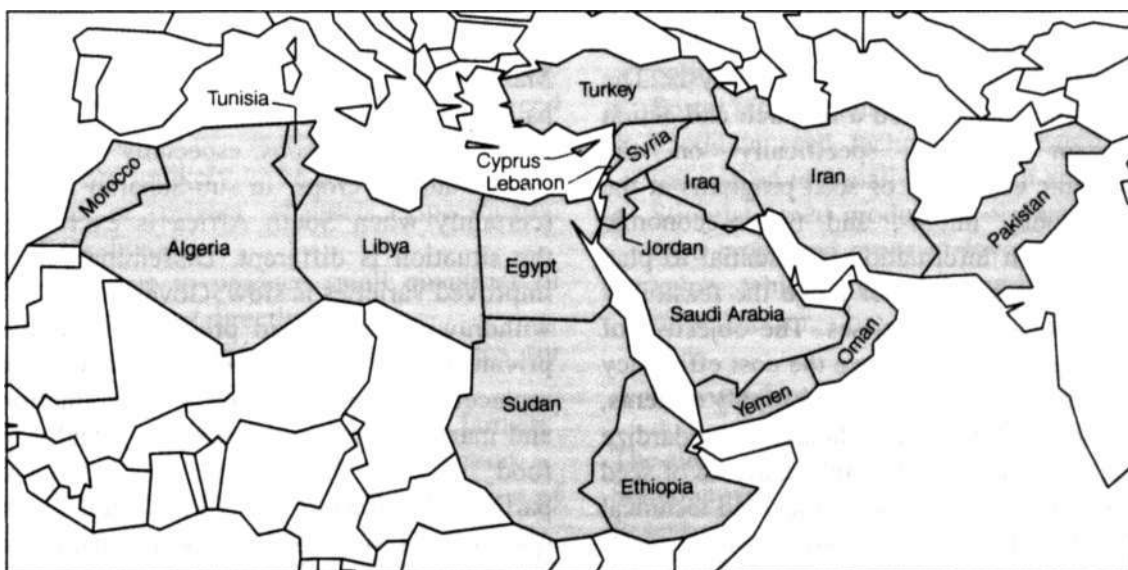 Tunisia
Turkey
Cyprus
Lebanon
Syria
Morocco
Iraq
Iran
Pakistan
Algeria
Libya
Egypt
Jordan
Saudi Arabia
Oman
Yemen
Sudan
Ethiopia